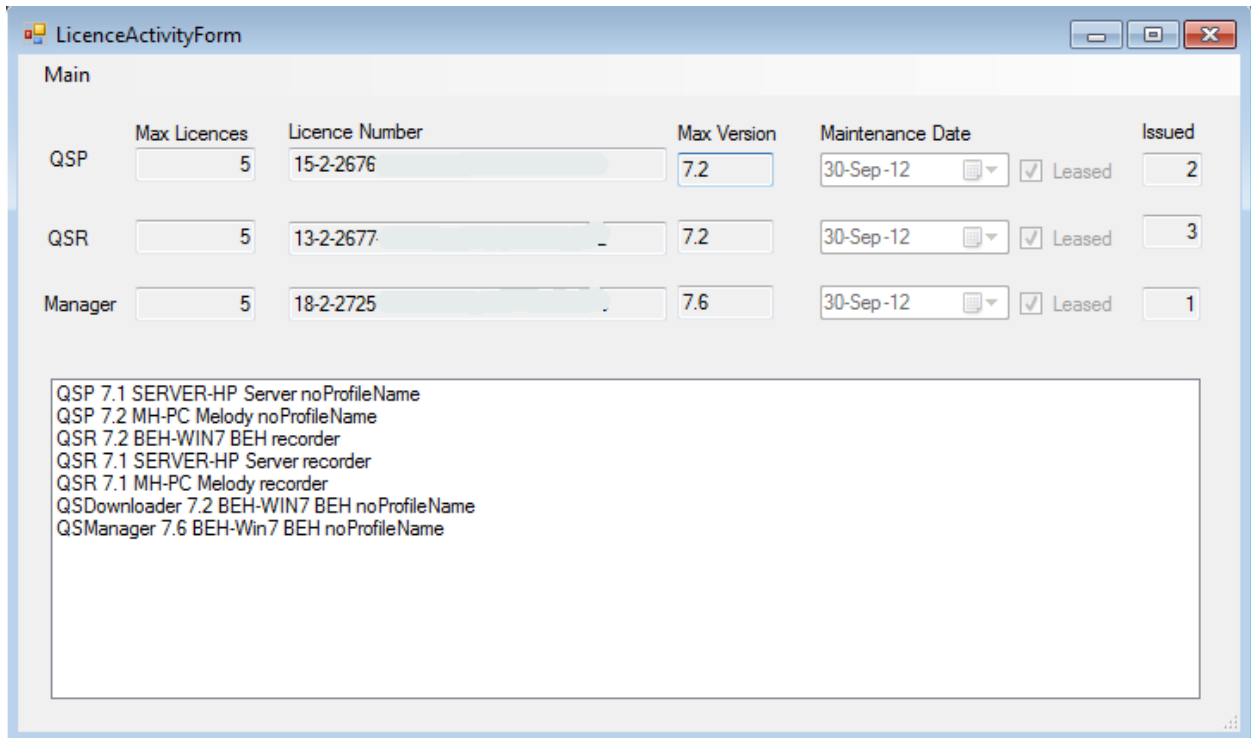 LicenceActivityForm
Main
Max Licences Licence Number Max Version Maintenance Date Issued
QSP 5 15-2-2676 7.2 30-Sep-12 Leased 2
QSR 5 13-2-2677- 7.2 30-Sep-12 Leased 3
Manager 5 18-2-2725 7.6 30-Sep-12 Leased 1
QSP 7.1 SERVER-HP Server noProfileName
QSP 7.2 MH-PC Melody noProfileName
QSR 7.2 BEH-WIN7 BEH recorder
QSR 7.1 SERVER-HP Server recorder
QSR 7.1 MH-PC Melody recorder
QSDownloader 7.2 BEH-WIN7 BEH noProfileName
QSManager 7.6 BEH-Win7 BEH noProfileName